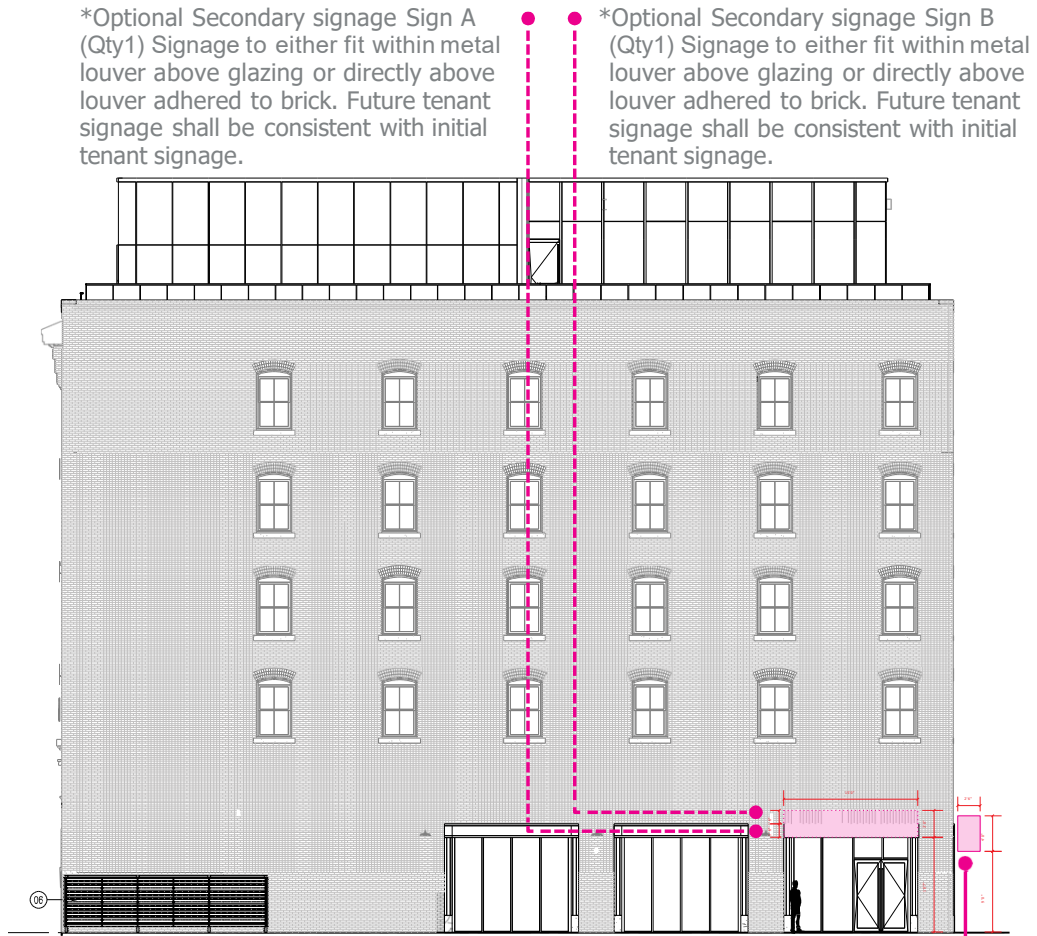 *Optional Secondary signage Sign A
(Qty1) Signage to either fit within metal
louver above glazing or directly above
louver adhered to brick. Future tenant
signage shall be consistent with initial
tenant signage.
*Optional Secondary signage Sign B
(Qty1) Signage to either fit within metal
louver above glazing or directly above
louver adhered to brick. Future tenant
signage shall be consistent with initial
tenant signage.
06